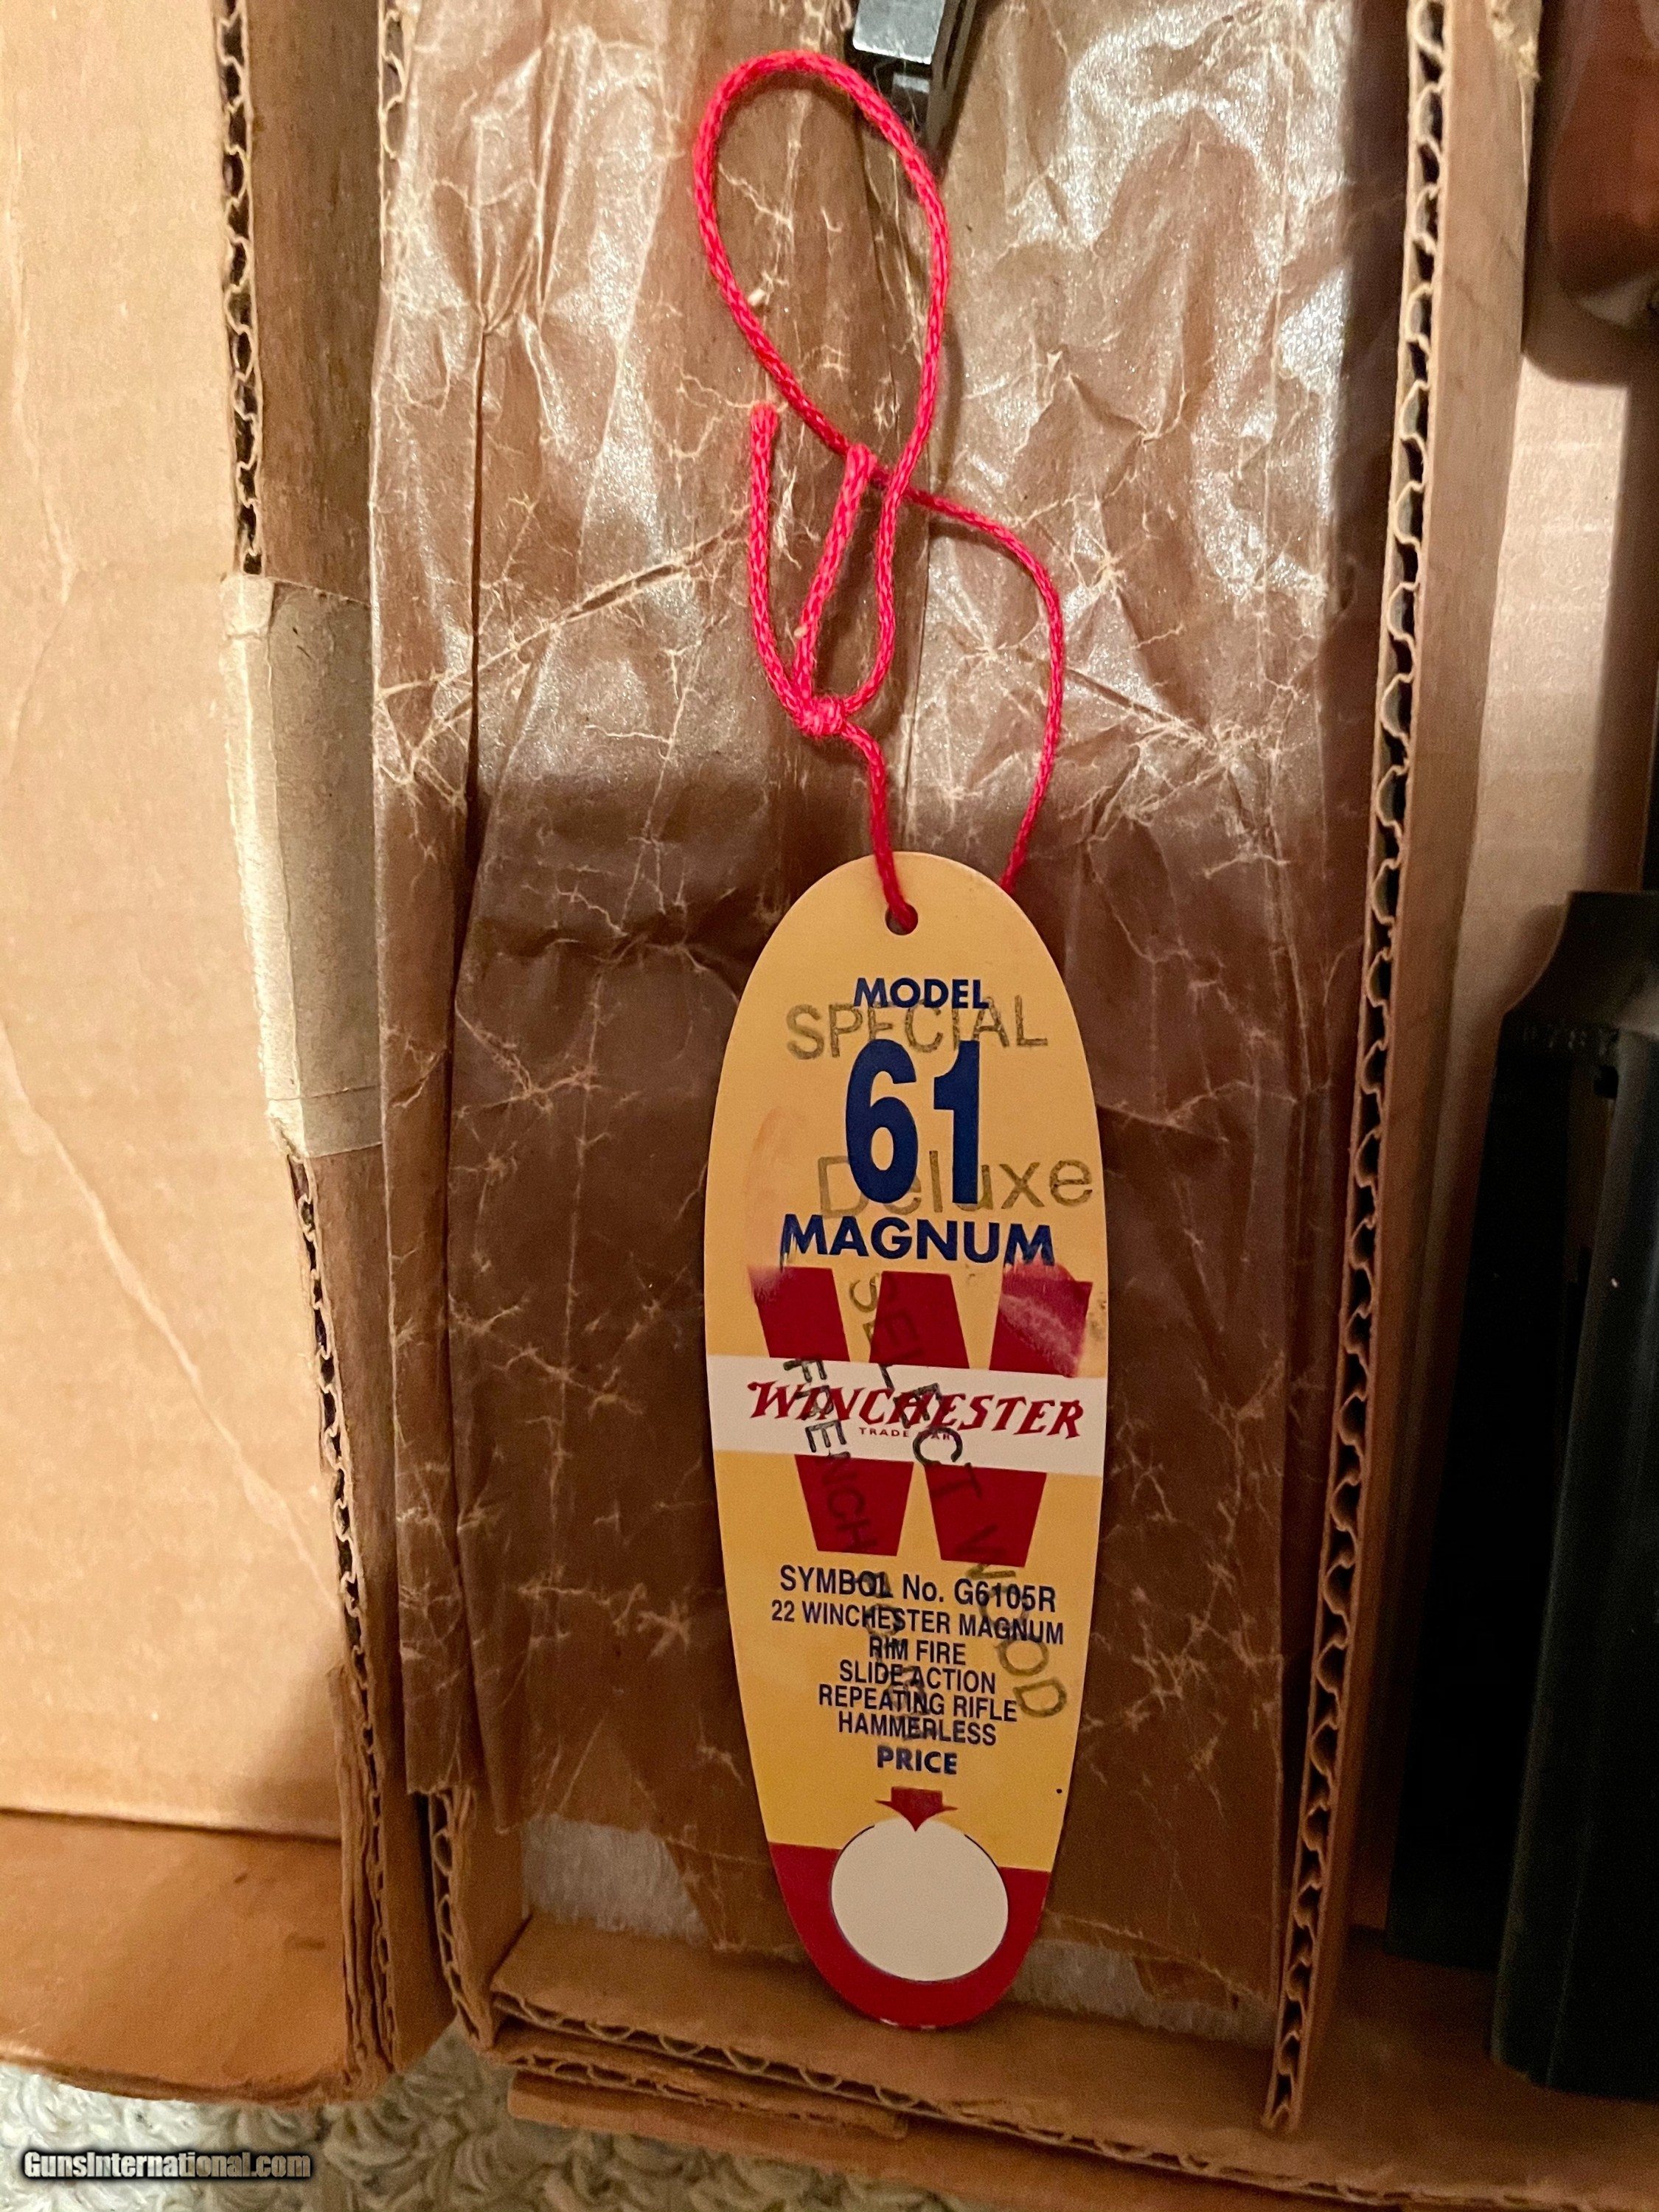 MODEL
SPECIAL
61
Deluxe
MAGNUM
WINCHESTER
TRADE MARK
SELECT WOOD
FRENCH
SYMBOL No. G6105R
22 WINCHESTER MAGNUM
RIM FIRE
SLIDE ACTION
REPEATING RIFLE
HAMMERLESS
PRICE
GunsInternational.com